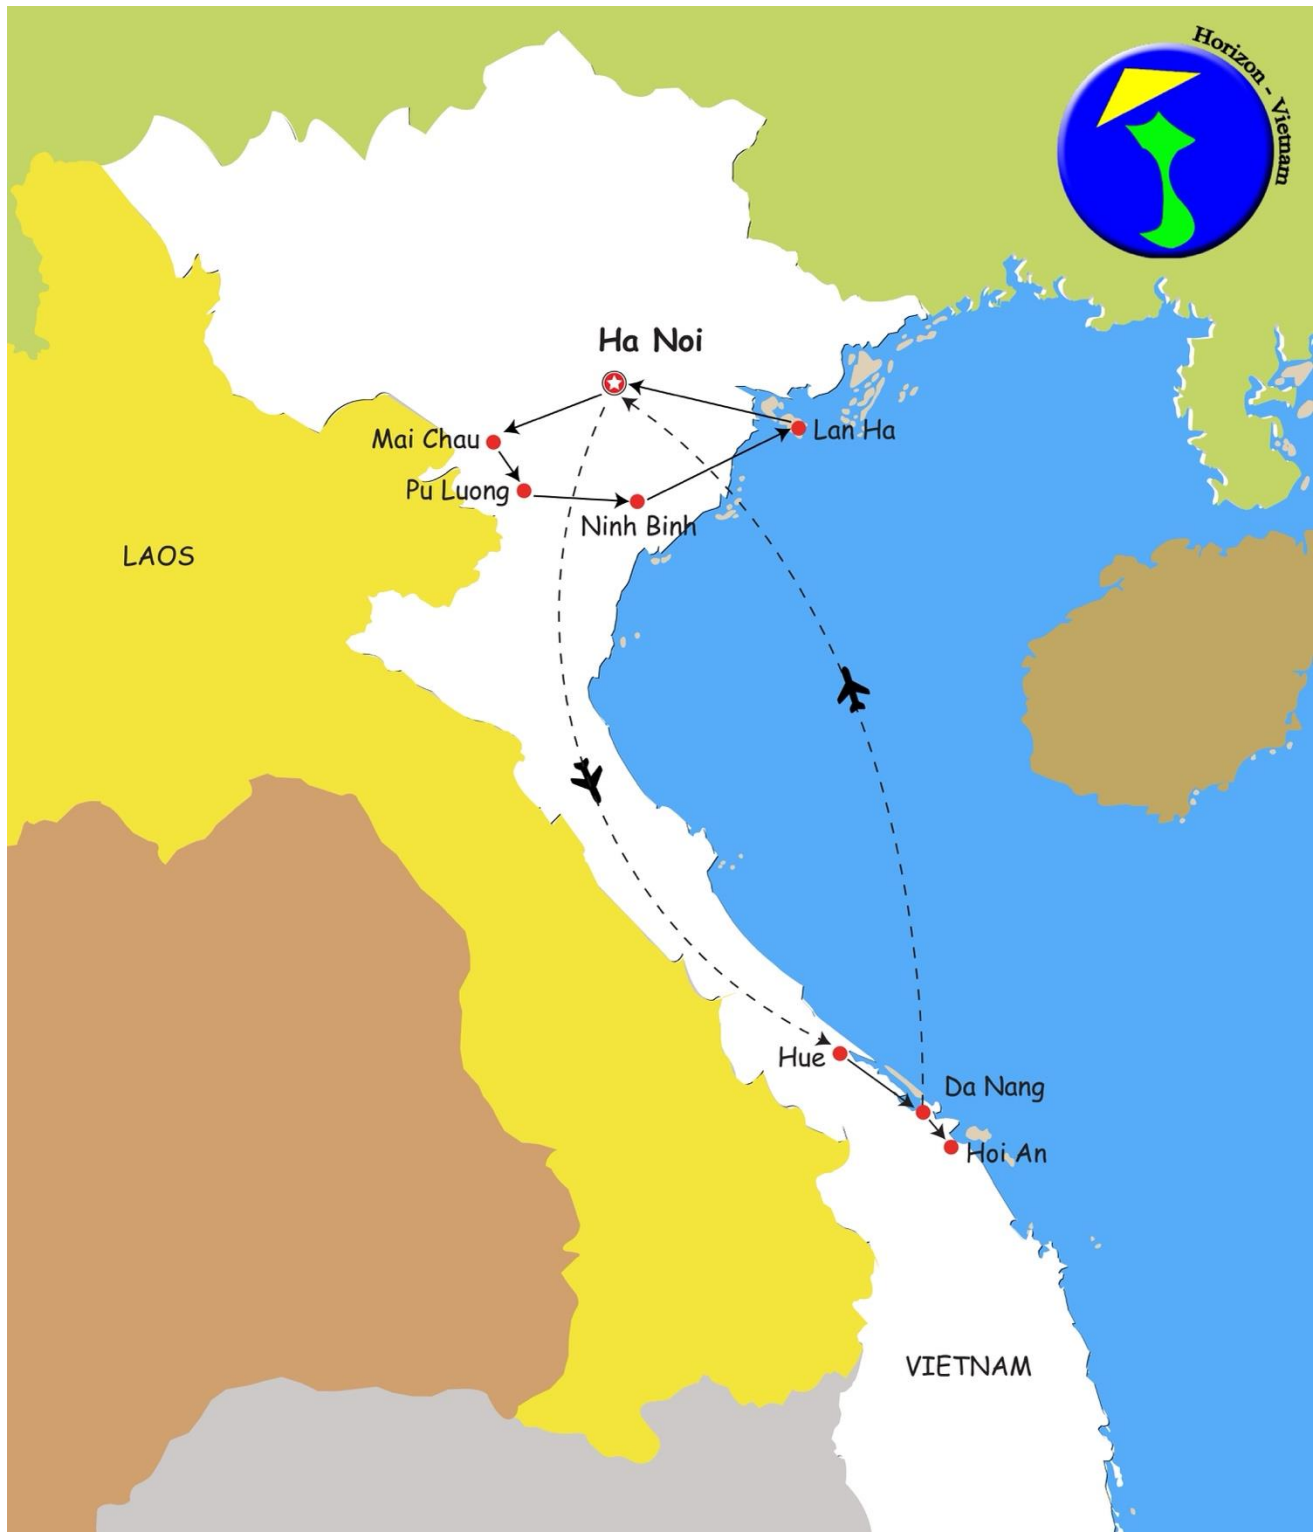 Horizon - Vietnam
Ha Noi
Mai Chau
Lan Ha
Pu Luong
Ninh Binh
LAOS
Hue
Da Nang
Hoi An
VIETNAM